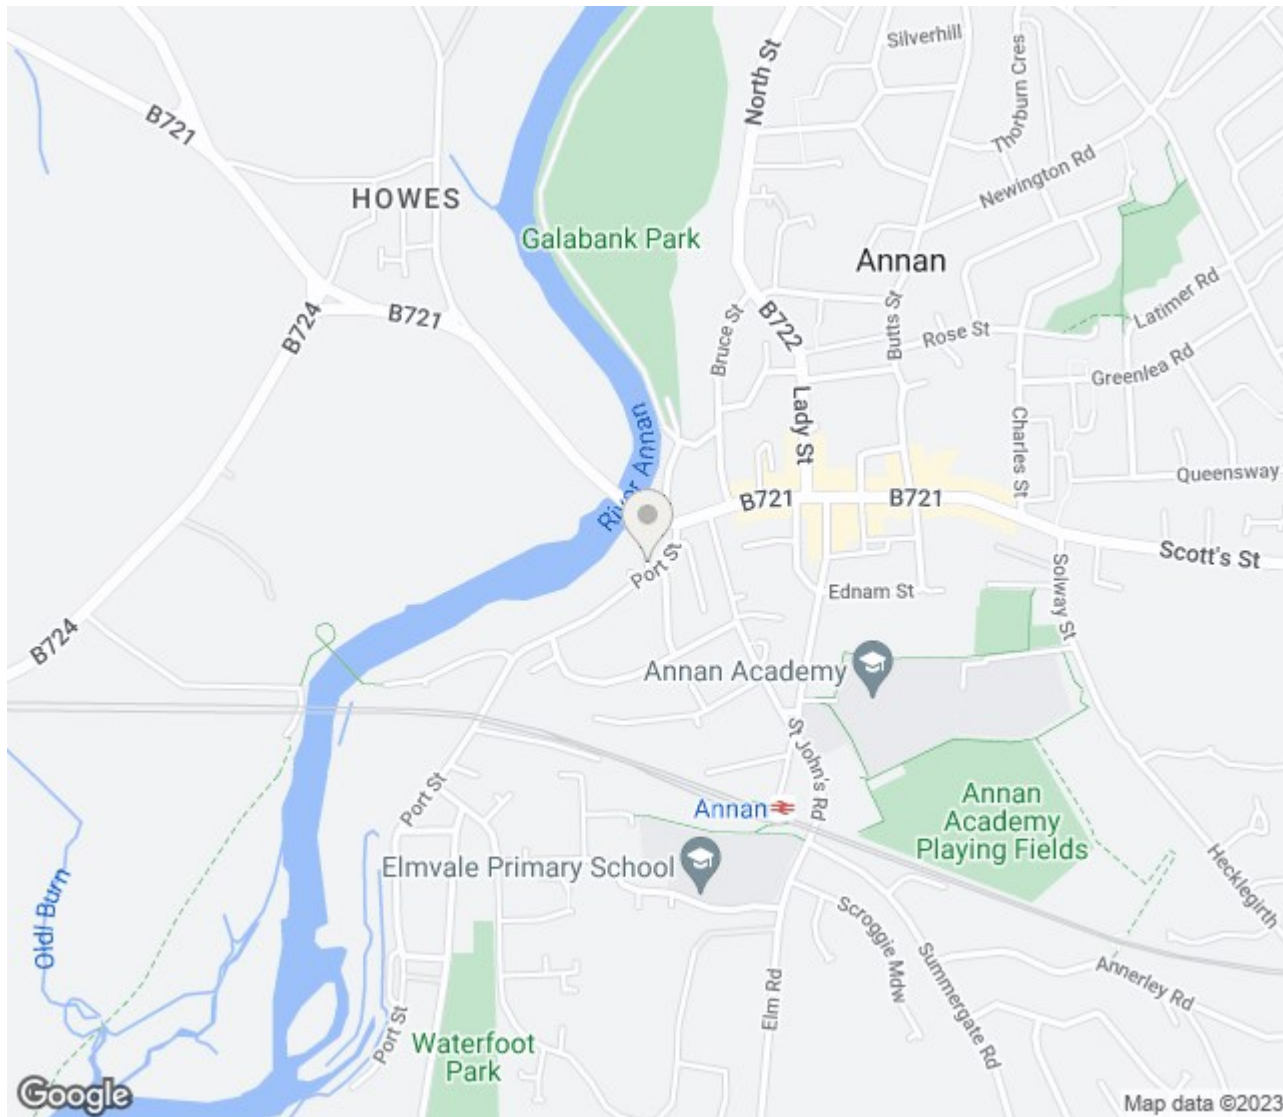 Silverhill
North St
Thorburn Cres
B721
Newington Rd
HOWES
Galabank Park
Annan
Latimer Rd
B724
B721
B722
Bruce St
Butts St
Rose St
Greenlea Rd
Lady St
River Annan
Charles St
Queensway
B721
B721
Scott's St
Port St
Solway St
Ednam St
B724
Annan Academy
St John's Rd
Port St
Annan
Annan
Academy
Playing Fields
Elmvale Primary School
Hecklegirth
Old! Burn
Scroggie Mdw
Summergate Rd
Annerley Rd
Elm Rd
Port St
Waterfoot
Park
Google
Map data ©2023